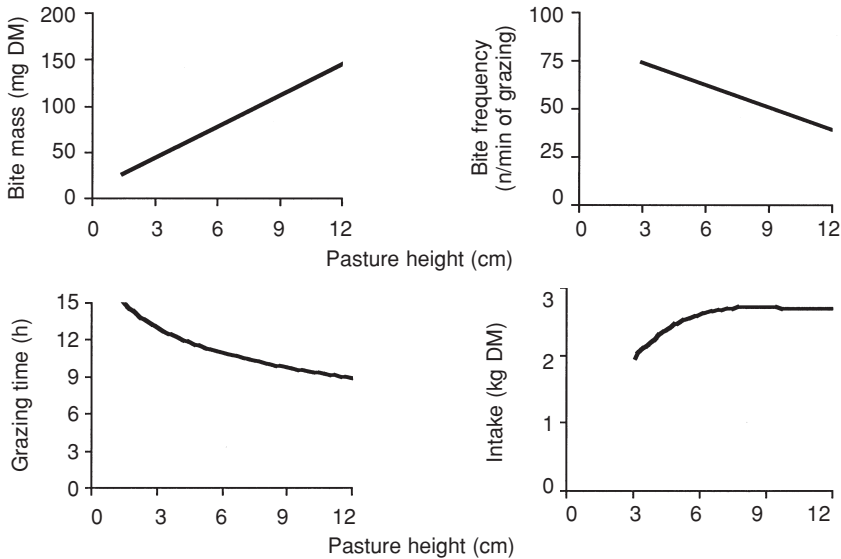 Bite mass (mg DM)
200
150
100
50
0
0 3 6 9 12
Bite frequency
(n/min of grazing)
100
75
50
25
0
0 3 6 9 12
Pasture height (cm)
Grazing time (h)
15
12
9
6
3
0
0 3 6 9 12
Intake (kg DM)
3
2
1
0
0 3 6 9 12
Pasture height (cm)